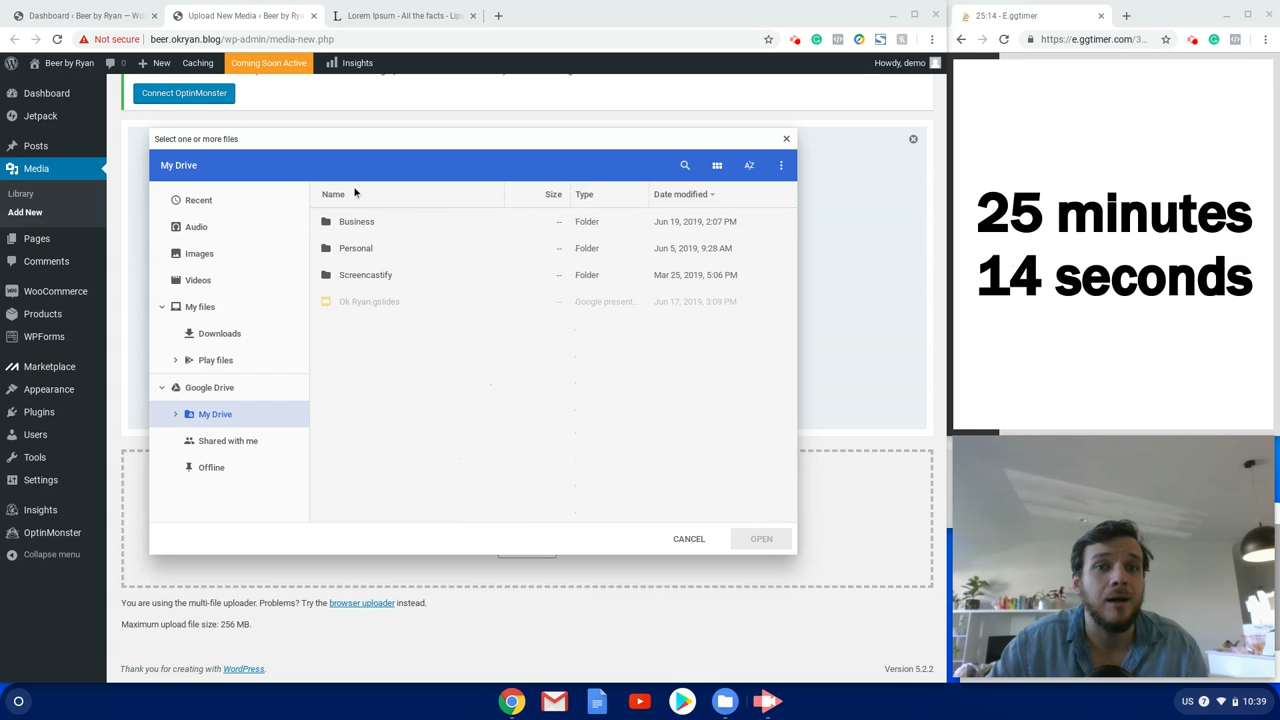 Dashboard ‹ Beer by Ryan — Wo
Upload New Media ‹ Beer by Ry
Lorem Ipsum - All the facts - Lips
25:14 - E.ggtimer
Not secure
beer.okryan.blog/wp-admin/media-new.php
https://e.ggtimer.com/3...
Beer by Ryan
0
New
Caching
Coming Soon Active
Insights
Howdy, demo
Dashboard
Jetpack
Posts
Media
Library
Add New
Pages
Comments
WooCommerce
Products
WPForms
Marketplace
Appearance
Plugins
Users
Tools
Settings
Insights
OptinMonster
Collapse menu
Connect OptinMonster
Select one or more files
My Drive
Recent
Audio
Images
Videos
My files
Downloads
Play files
Google Drive
My Drive
Shared with me
Offline
Name Size Type Date modified
Business -- Folder Jun 19, 2019, 2:07 PM
Personal -- Folder Jun 5, 2019, 9:28 AM
Screencastify -- Folder Mar 25, 2019, 5:06 PM
Ok Ryan.gslides -- Google present... Jun 17, 2019, 3:09 PM
CANCEL
OPEN
You are using the multi-file uploader. Problems? Try the browser uploader instead.
Maximum upload file size: 256 MB.
Thank you for creating with WordPress.
Version 5.2.2
25 minutes
14 seconds
US
7
10:39